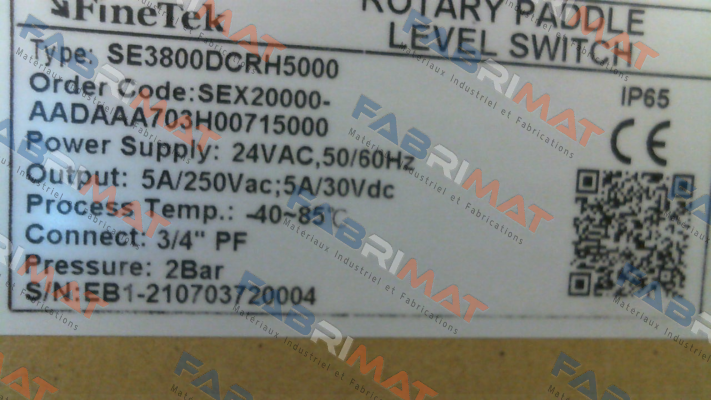 FineTek
ROTARY PADDLE
LEVEL SWITCH
Type: SE3800DCRH5000
Order Code:SEX20000-
AADAAA703H00715000
IP65
CE
Power Supply: 24VAC,50/60Hz
Output: 5A/250Vac;5A/30Vdc
Process Temp.: -40~85℃
Connect: 3/4" PF
Pressure: 2Bar
S/N:EB1-210703720004
FABRIMAT
Materiaux Industriel et Fabrications